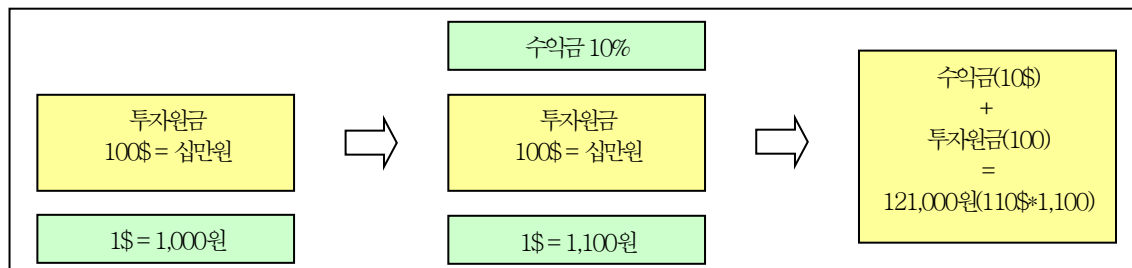 투자원금
100$ = 십만원
1$ = 1,000원
수익금 10%
투자원금
100$ = 십만원
1$ = 1,100원
수익금(10$)
+
투자원금(100)
=
121,000원(110$*1,100)